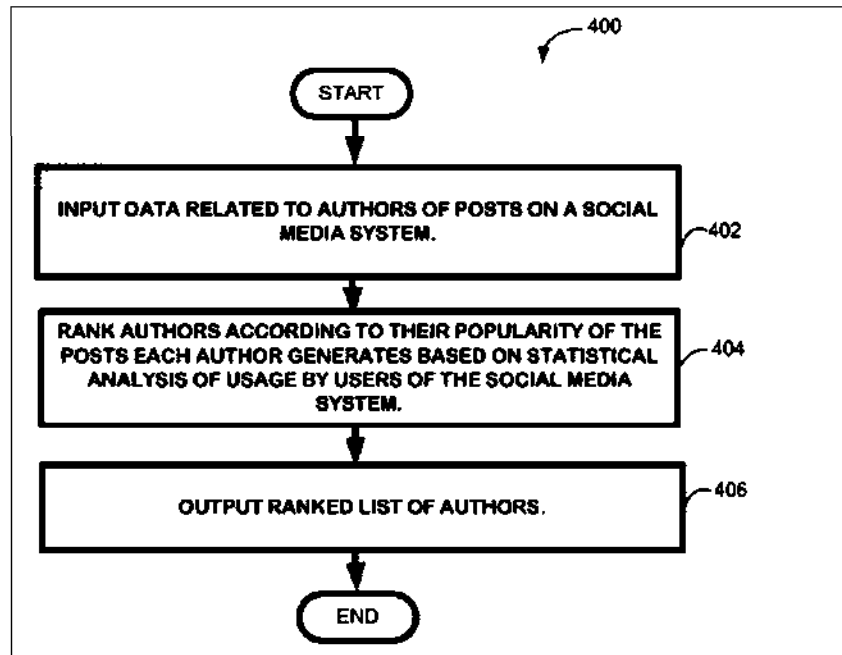 400
START
INPUT DATA RELATED TO AUTHORS OF POSTS ON A SOCIAL
MEDIA SYSTEM.
402
RANK AUTHORS ACCORDING TO THEIR POPULARITY OF THE
POSTS EACH AUTHOR GENERATES BASED ON STATISTICAL
ANALYSIS OF USAGE BY USERS OF THE SOCIAL MEDIA
SYSTEM.
404
OUTPUT RANKED LIST OF AUTHORS.
406
END